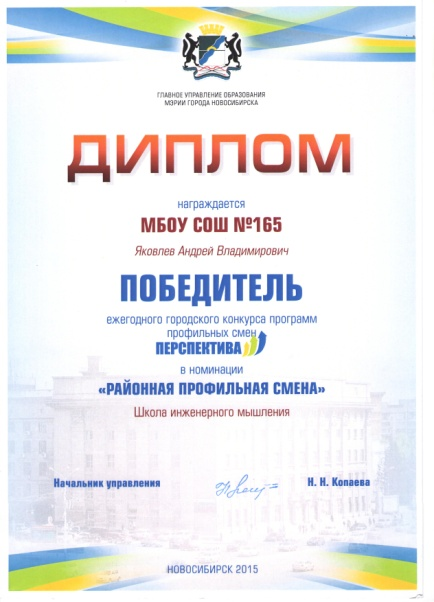 ГЛАВНОЕ УПРАВЛЕНИЕ ОБРАЗОВАНИЯ
МЭРИИ ГОРОДА НОВОСИБИРСКА
ДИПЛОМ
награждается
МБОУ СОШ №165
Яковлев Андрей Владимирович
ПОБЕДИТЕЛЬ
ежегодного городского конкурса программ
профильных смен
ПЕРСПЕКТИВА
в номинации
«РАЙОННАЯ ПРОФИЛЬНАЯ СМЕНА»
Школа инженерного мышления
Начальник управления
Н. Н. Копаева
НОВОСИБИРСК 2015